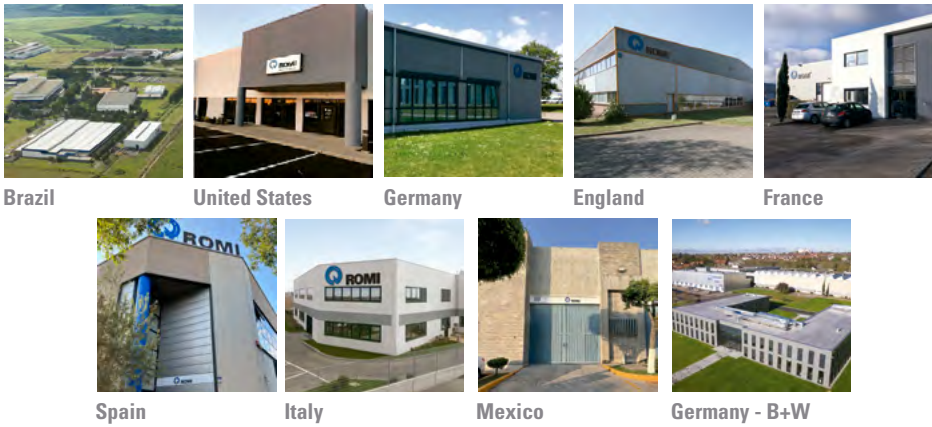 ROMI
ROMI
ROMI
Brazil
United States
Germany
England
France
ROMI
ROMI
ROMI
Spain
Italy
Mexico
Germany - B+W